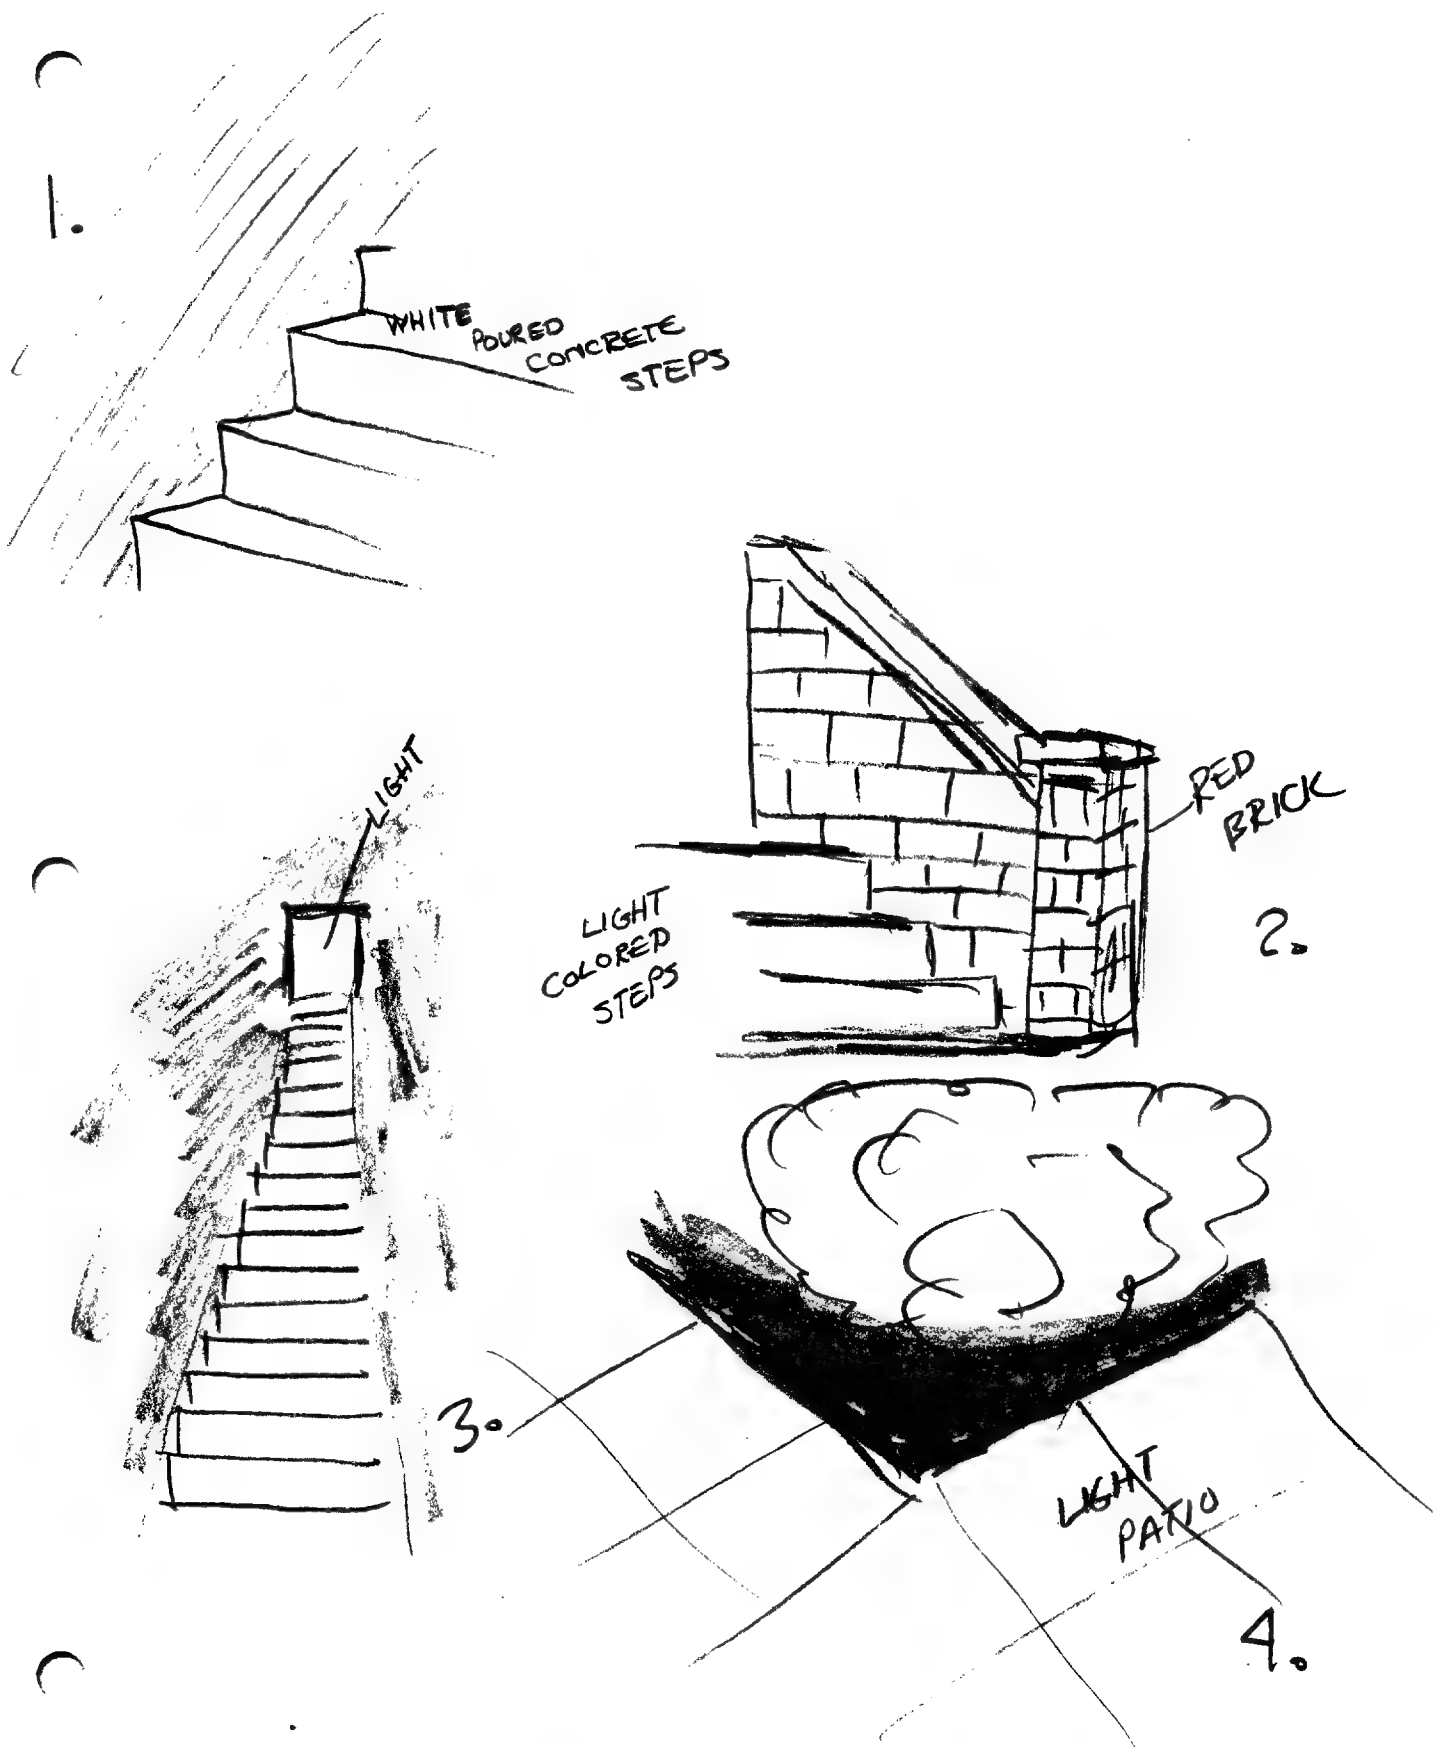 1.
WHITE
POURED
CONCRETE
STEPS
RED
BRICK
2.
LIGHT
COLORED
STEPS
LIGHT
3.
LIGHT
PATIO
4.